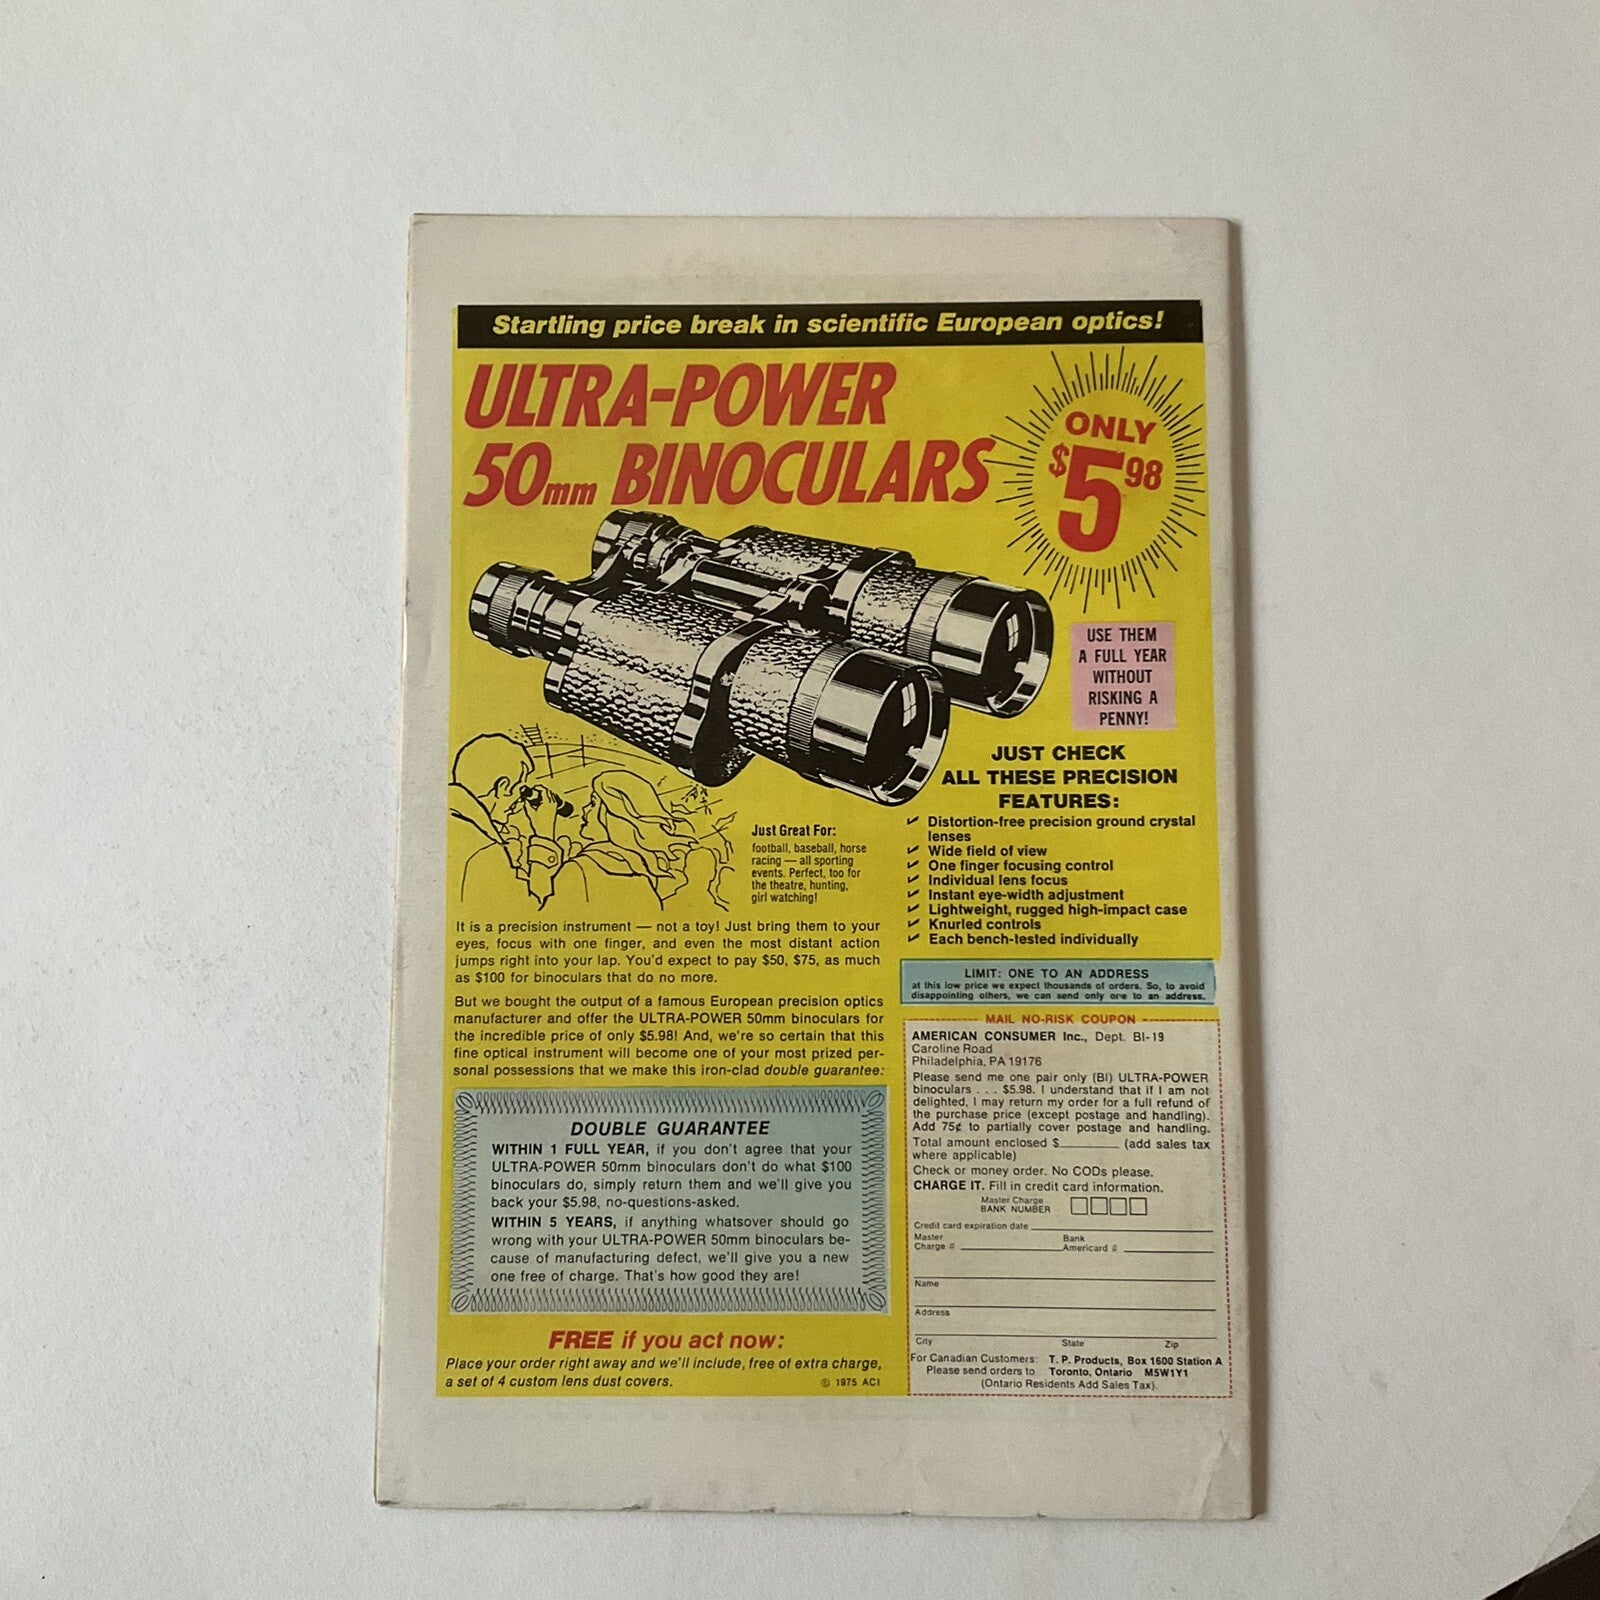 Startling price break in scientific European optics!
ULTRA-POWER
50mm BINOCULARS
ONLY
$5 98
USE THEM
A FULL YEAR
WITHOUT
RISKING A
PENNY!
JUST CHECK
ALL THESE PRECISION
FEATURES:
✓ Distortion-free precision ground crystal
lenses
✓ Wide field of view
✓ One finger focusing control
✓ Individual lens focus
✓ Instant eye-width adjustment
✓ Lightweight, rugged high-impact case
✓ Knurled controls
✓ Each bench-tested individually
Just Great For:
football, baseball, horse
racing — all sporting
events. Perfect, too for
the theatre, hunting,
girl watching!
It is a precision instrument — not a toy! Just bring them to your
eyes, focus with one finger, and even the most distant action
jumps right into your lap. You'd expect to pay $50, $75, as much
as $100 for binoculars that do no more.
But we bought the output of a famous European precision optics
manufacturer and offer the ULTRA-POWER 50mm binoculars for
the incredible price of only $5.98! And, we're so certain that this
fine optical instrument will become one of your most prized per-
sonal possessions that we make this iron-clad double guarantee:
DOUBLE GUARANTEE
WITHIN 1 FULL YEAR, if you don't agree that your
ULTRA-POWER 50mm binoculars don't do what $100
binoculars do, simply return them and we'll give you
back your $5.98, no-questions-asked.
WITHIN 5 YEARS, if anything whatsover should go
wrong with your ULTRA-POWER 50mm binoculars be-
cause of manufacturing defect, we'll give you a new
one free of charge. That's how good they are!
FREE if you act now:
Place your order right away and we'll include, free of extra charge,
a set of 4 custom lens dust covers.
© 1975 ACI
LIMIT: ONE TO AN ADDRESS
at this low price we expect thousands of orders. So, to avoid
disappointing others, we can send only one to an address.
MAIL NO-RISK COUPON
AMERICAN CONSUMER Inc., Dept. BI-19
Caroline Road
Philadelphia, PA 19176
Please send me one pair only (BI) ULTRA-POWER
binoculars . . . $5.98. I understand that if I am not
delighted, I may return my order for a full refund of
the purchase price (except postage and handling).
Add 75¢ to partially cover postage and handling.
Total amount enclosed $________ (add sales tax
where applicable)
Check or money order. No CODs please.
CHARGE IT. Fill in credit card information.
Master Charge
BANK NUMBER
Credit card expiration date
Master Charge #
Bank Americard #
Name
Address
City State Zip
For Canadian Customers: T. P. Products, Box 1600 Station A
Please send orders to Toronto, Ontario M5W1Y1
(Ontario Residents Add Sales Tax).